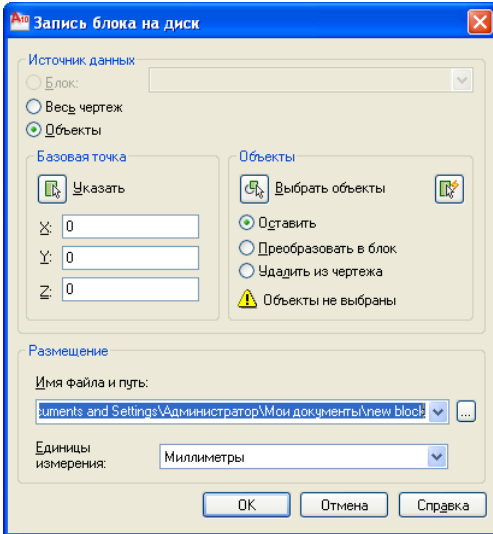 A10 Запись блока на диск
Источник данных
Блок:
Весь чертеж
Объекты
Базовая точка
Указать
X: 0
Y: 0
Z: 0
Объекты
Выбрать объекты
Оставить
Преобразовать в блок
Удалить из чертежа
Объекты не выбраны
Размещение
Имя файла и путь:
cuments and Settings\Администратор\Мои документы\new block ...
Единицы
измерения:
Миллиметры
OK Отмена Справка